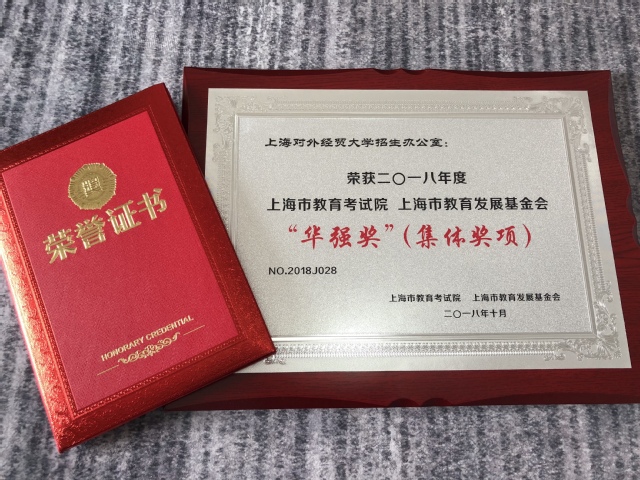 荣誉证书
HONORARY CREDENTIAL
上海对外经贸大学招生办公室：
荣获二〇一八年度
上海市教育考试院 上海市教育发展基金会
“华强奖”（集体奖项）
NO.2018J028
上海市教育考试院 上海市教育发展基金会
二〇一八年十月